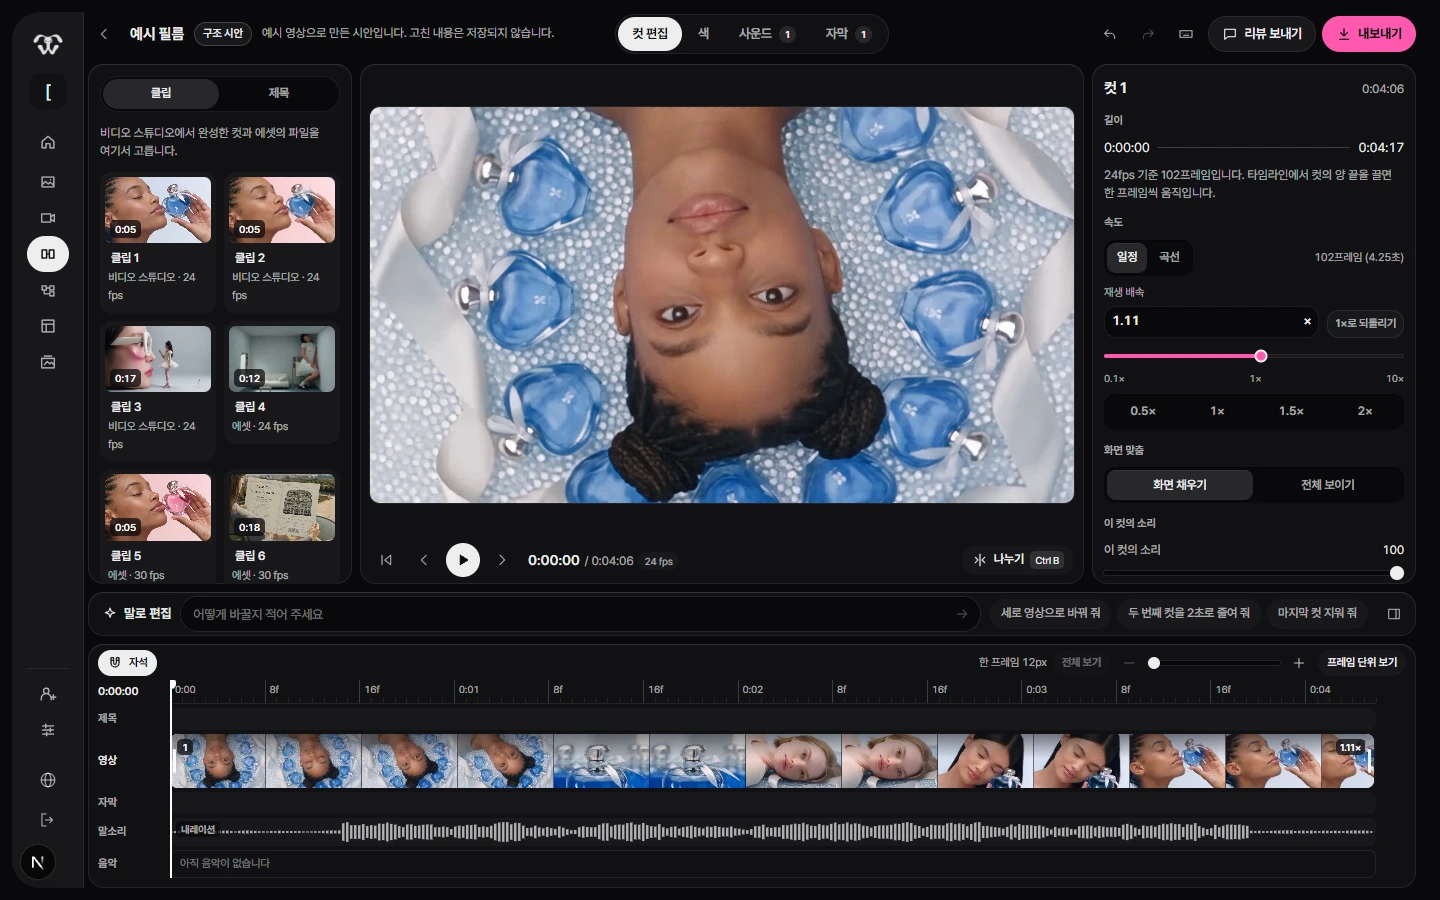 예시 필름
구조 시안
예시 영상으로 만든 시안입니다. 고친 내용은 저장되지 않습니다.
컷 편집
색
사운드 1
자막 1
리뷰 보내기
내보내기
[
N
클립
제목
비디오 스튜디오에서 완성한 컷과 에셋의 파일을
여기서 고릅니다.
0:05
클립 1
비디오 스튜디오 · 24
fps
0:05
클립 2
비디오 스튜디오 · 24
fps
0:17
클립 3
비디오 스튜디오 · 24
fps
0:12
클립 4
에셋 · 24 fps
0:05
클립 5
에셋 · 30 fps
0:18
클립 6
에셋 · 30 fps
0:00:00 / 0:04:06 24 fps
나누기 Ctrl B
컷 1
0:04:06
길이
0:00:00
0:04:17
24fps 기준 102프레임입니다. 타임라인에서 컷의 양 끝을 끌면
한 프레임씩 움직입니다.
속도
일정
곡선
102프레임 (4.25초)
재생 배속
1.11 ×
1×로 되돌리기
0.1× 1× 10×
0.5× 1× 1.5× 2×
화면 맞춤
화면 채우기
전체 보이기
이 컷의 소리
이 컷의 소리 100
말로 편집
어떻게 바꿀지 적어 주세요
세로 영상으로 바꿔 줘
두 번째 컷을 2초로 줄여 줘
마지막 컷 지워 줘
자석
한 프레임 12px
전체 보기
프레임 단위 보기
0:00:00
0:00 8f 16f 0:01 8f 16f 0:02 8f 16f 0:03 8f 16f 0:04
제목
영상
1
1.11×
자막
말소리
내레이션
음악
아직 음악이 없습니다